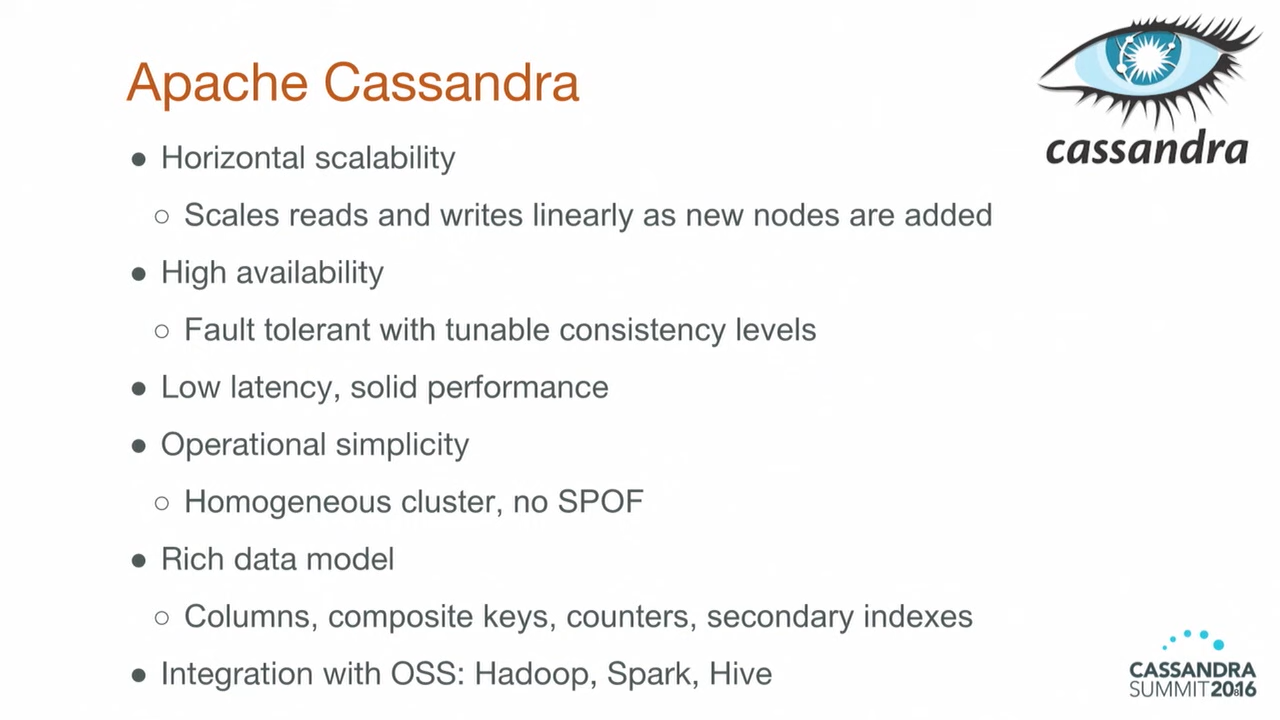 Apache Cassandra
cassandra
● Horizontal scalability
○ Scales reads and writes linearly as new nodes are added
● High availability
○ Fault tolerant with tunable consistency levels
● Low latency, solid performance
● Operational simplicity
○ Homogeneous cluster, no SPOF
● Rich data model
○ Columns, composite keys, counters, secondary indexes
● Integration with OSS: Hadoop, Spark, Hive
CASSANDRA
SUMMIT2016